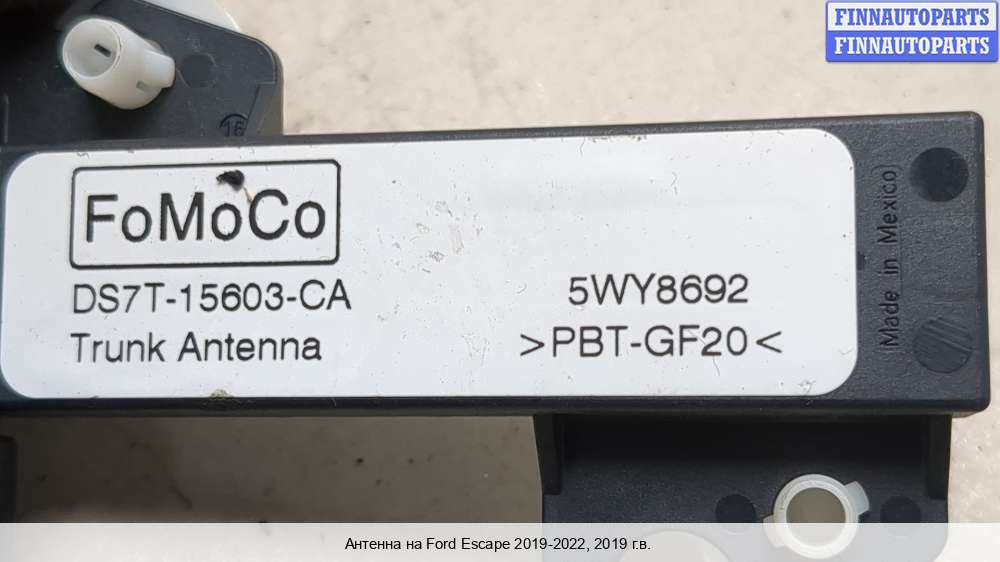 FINNAUTOPARTS
FINNAUTOPARTS
16
FoMoCo
DS7T-15603-CA
Trunk Antenna
5WY8692
>PBT-GF20<
Made in Mexico
Антенна на Ford Escape 2019-2022, 2019 г.в.